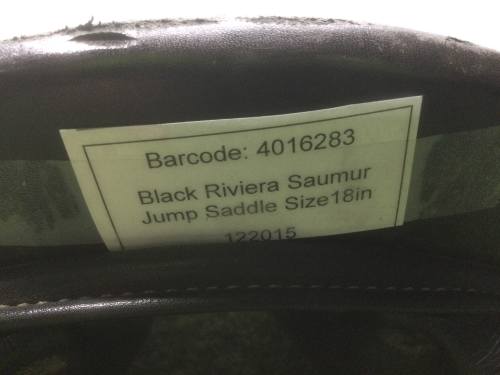 Barcode: 4016283
Black Riviera Saumur
Jump Saddle Size18in
122015